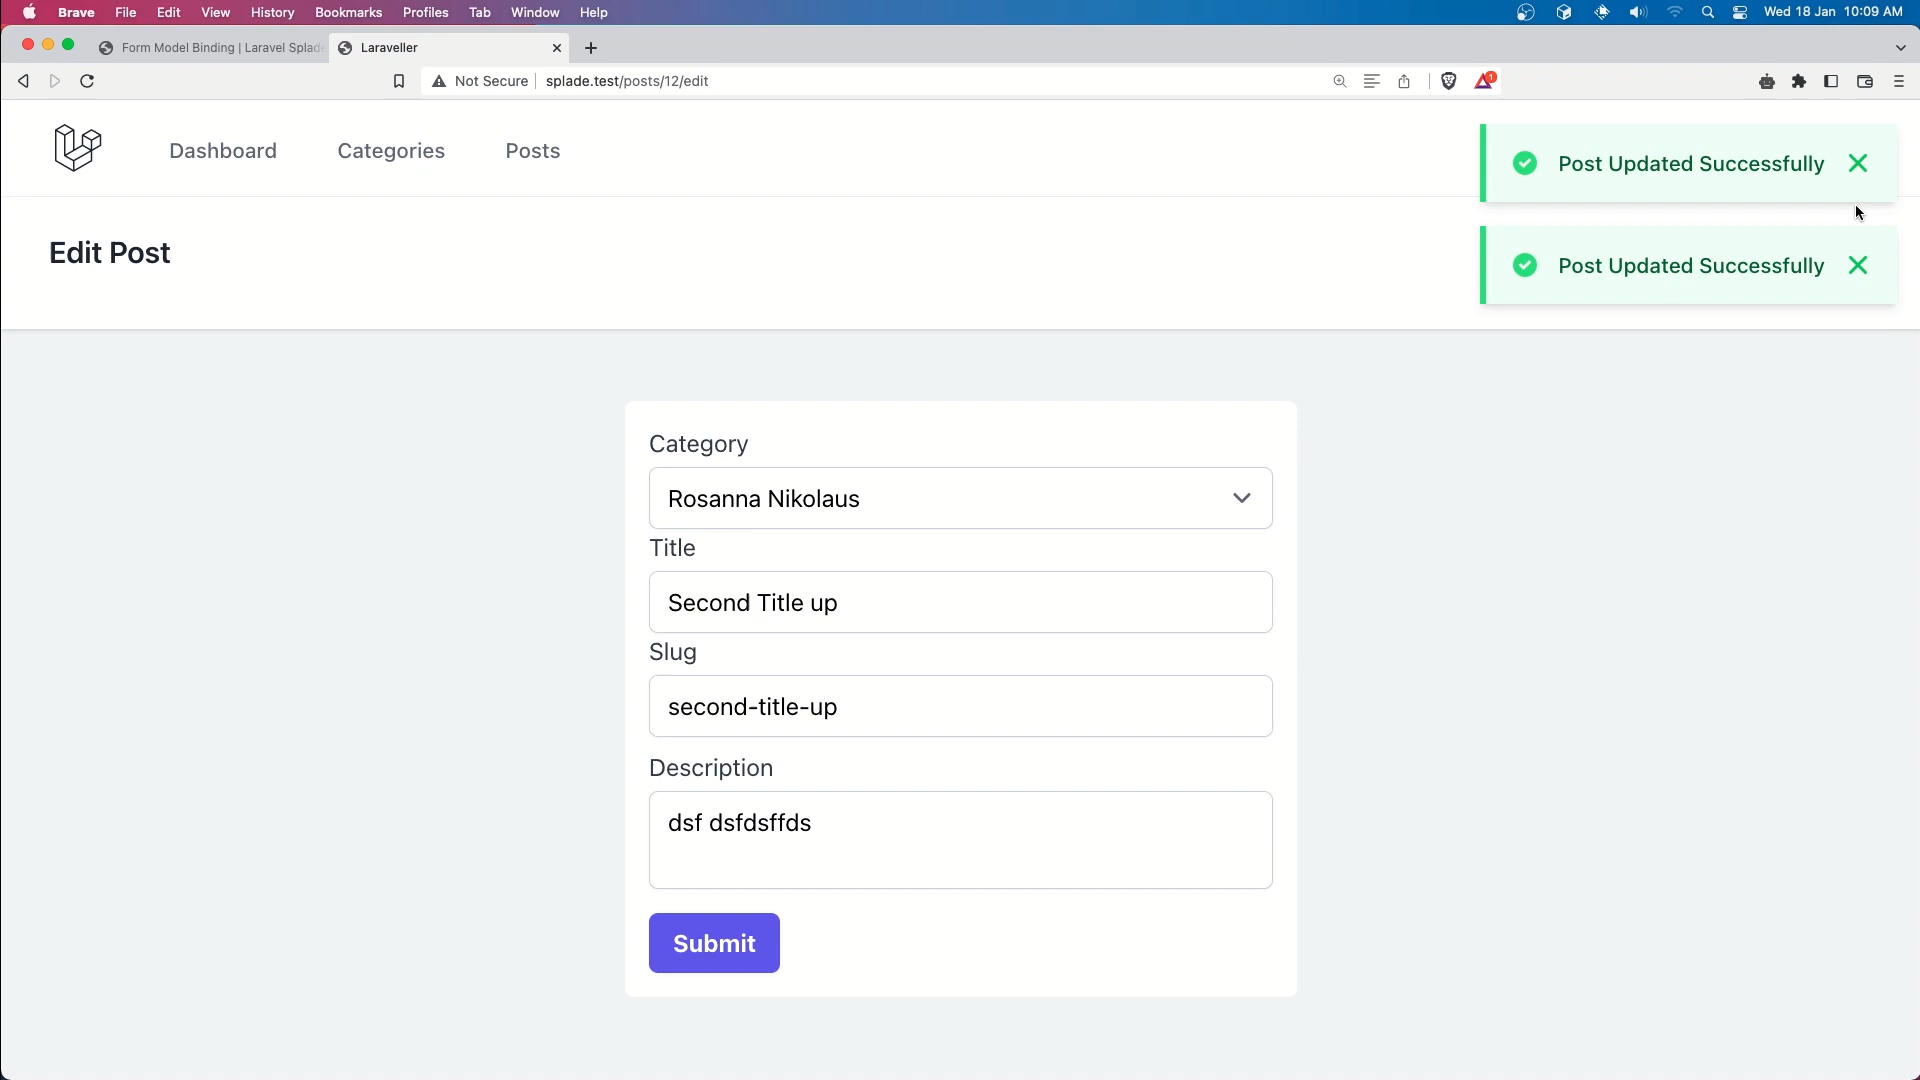 Brave File Edit View History Bookmarks Profiles Tab Window Help Wed 18 Jan 10:09 AM
Form Model Binding | Laravel Splade Laraveller
Not Secure splade.test/posts/12/edit 1
Dashboard Categories Posts
Post Updated Successfully
Edit Post
Post Updated Successfully
Category
Rosanna Nikolaus
Title
Second Title up
Slug
second-title-up
Description
dsf dsfdsffds
Submit